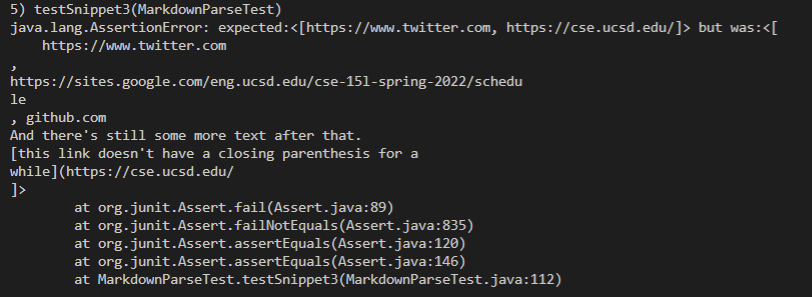 5) testSnippet3(MarkdownParseTest)
java.lang.AssertionError: expected:<[https://www.twitter.com, https://cse.ucsd.edu/]> but was:<[
    https://www.twitter.com
,
https://sites.google.com/eng.ucsd.edu/cse-15l-spring-2022/schedu
le
, github.com
And there's still some more text after that.
[this link doesn't have a closing parenthesis for a
while](https://cse.ucsd.edu/
]>
        at org.junit.Assert.fail(Assert.java:89)
        at org.junit.Assert.failNotEquals(Assert.java:835)
        at org.junit.Assert.assertEquals(Assert.java:120)
        at org.junit.Assert.assertEquals(Assert.java:146)
        at MarkdownParseTest.testSnippet3(MarkdownParseTest.java:112)